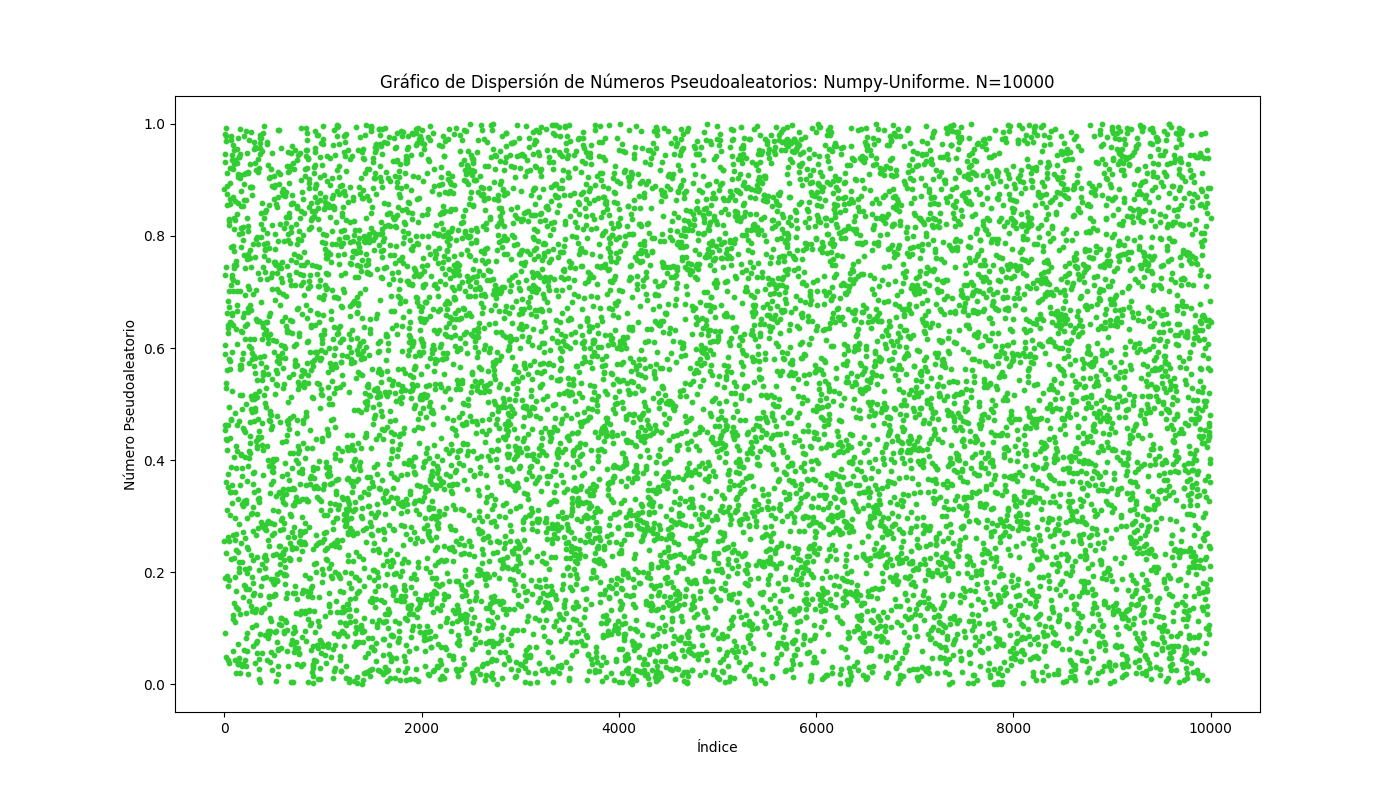 Gráfico de Dispersión de Números Pseudoaleatorios: Numpy-Uniforme. N=10000
Número Pseudoaleatorio
1.0
0.8
0.6
0.4
0.2
0.0
0 2000 4000 6000 8000 10000
Índice